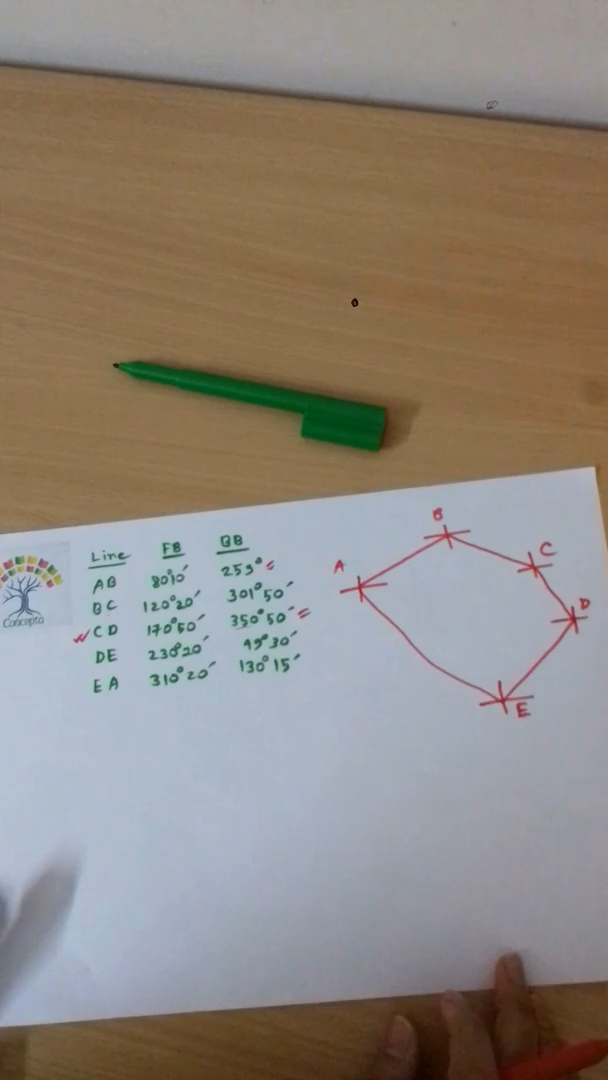 Line FB BB
AB 80°10′ 259°
BC 120°20′ 301°50′
CD 170°50′ 350°50′
DE 230°20′ 49°30′
EA 310°20′ 130°15′
B
C
A
D
E
Concepto